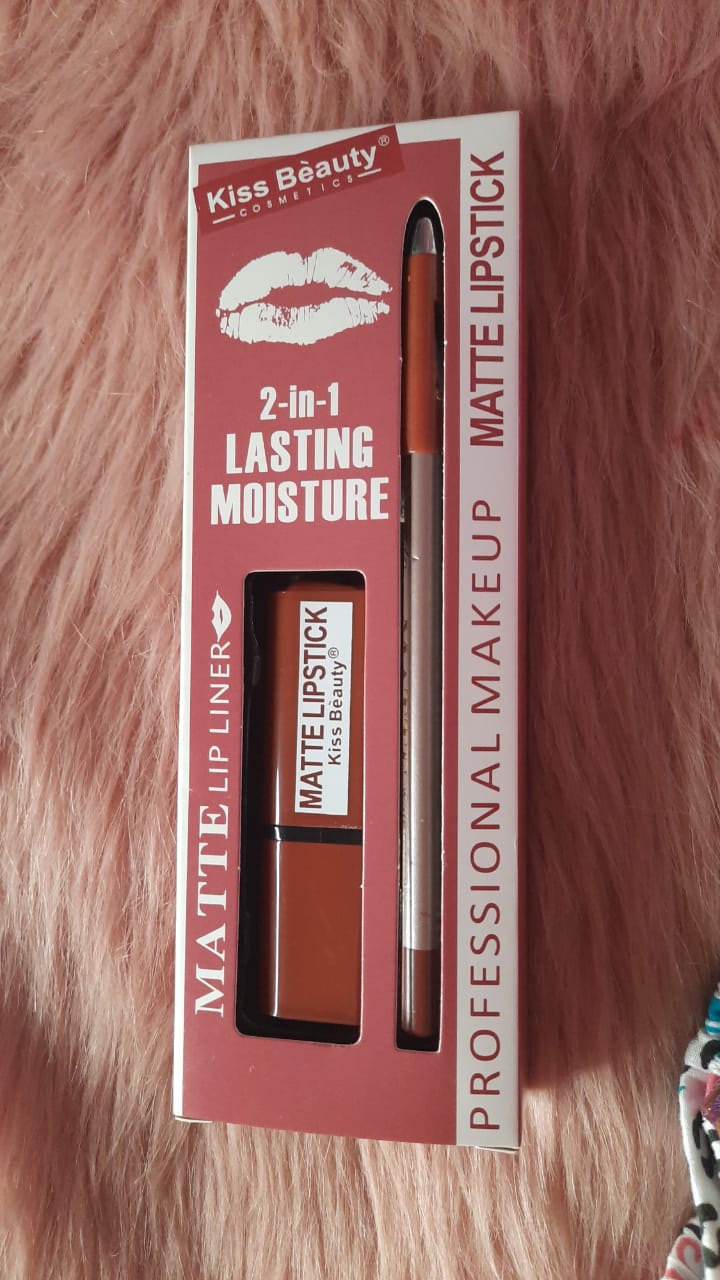 Kiss Bèauty®
COSMETICS
2-in-1
LASTING
MOISTURE
MATTE LIP LINER
MATTE LIPSTICK
Kiss Bèauty®
PROFESSIONAL MAKEUP MATTE LIPSTICK